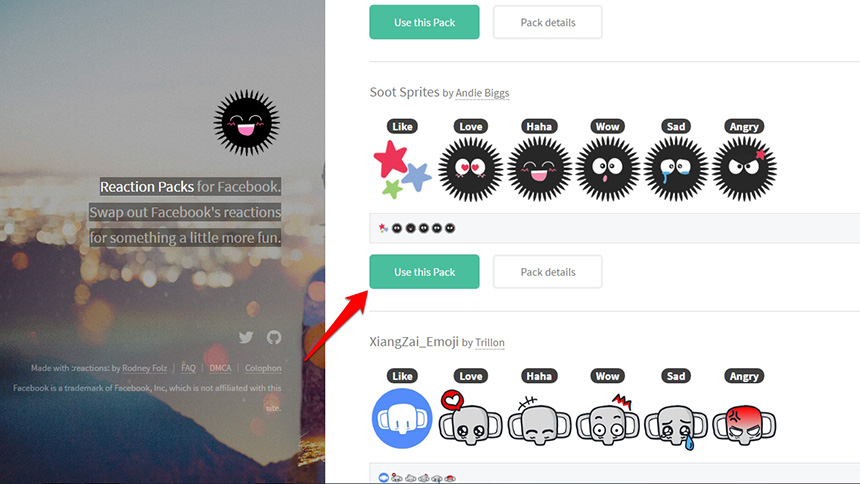 Reaction Packs for Facebook.
Swap out Facebook's reactions
for something a little more fun.
Made with :reactions: by Rodney Folz | FAQ | DMCA | Colophon
Facebook is a trademark of Facebook, Inc, which is not affiliated with this
site.
Use this Pack Pack details
Soot Sprites by Andie Biggs
Like Love Haha Wow Sad Angry
Use this Pack Pack details
XiangZai_Emoji by Trillon
Like Love Haha Wow Sad Angry